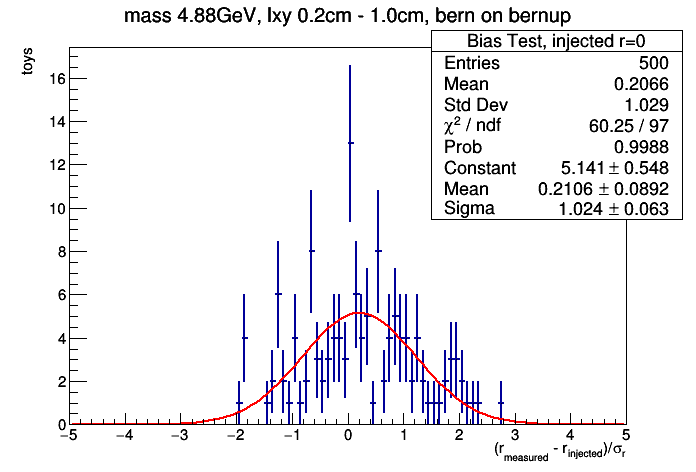 mass 4.88GeV, lxy 0.2cm - 1.0cm, bern on bernup
Bias Test, injected r=0
Entries 500
Mean 0.2066
Std Dev 1.029
χ² / ndf 60.25 / 97
Prob 0.9988
Constant 5.141 ± 0.548
Mean 0.2106 ± 0.0892
Sigma 1.024 ± 0.063
toys
16
14
12
10
8
6
4
2
0
−5 −4 −3 −2 −1 0 1 2 3 4 5
(r_measured - r_injected)/σ_r